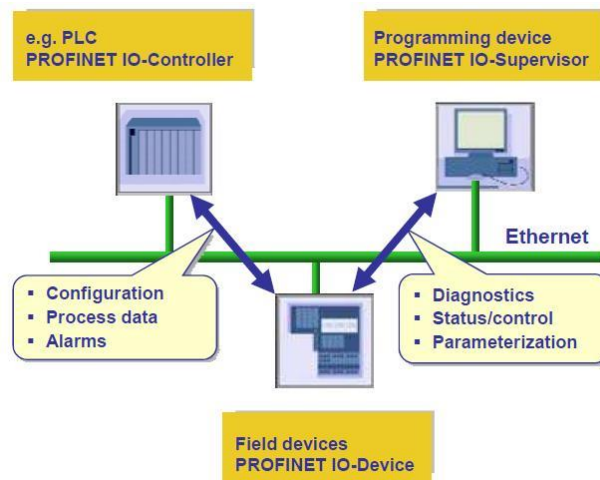 e.g. PLC
PROFINET IO-Controller
Programming device
PROFINET IO-Supervisor
Ethernet
▪ Configuration
▪ Process data
▪ Alarms
▪ Diagnostics
▪ Status/control
▪ Parameterization
Field devices
PROFINET IO-Device